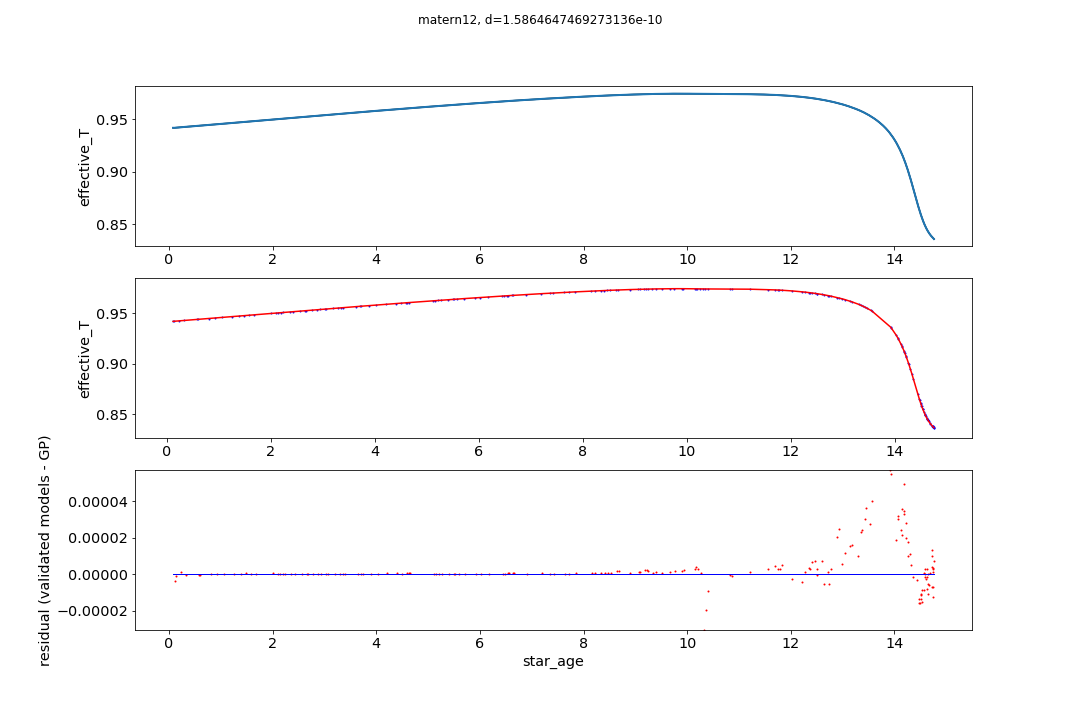 matern12, d=1.5864647469273136e-10
effective_T
0.95
0.90
0.85
0 2 4 6 8 10 12 14
effective_T
0.95
0.90
0.85
0 2 4 6 8 10 12 14
residual (validated models - GP)
0.00004
0.00002
0.00000
−0.00002
0 2 4 6 8 10 12 14
star_age